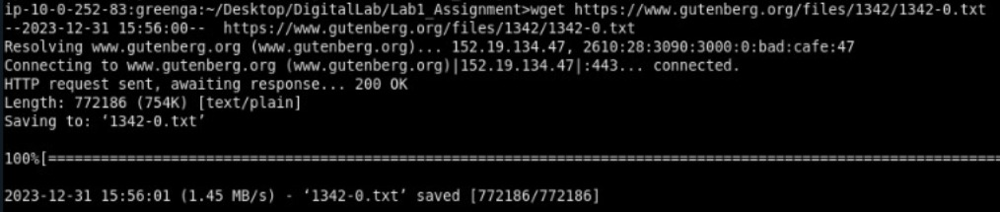 ip-10-0-252-83:greenga:~/Desktop/DigitalLab/Lab1_Assignment>wget https://www.gutenberg.org/files/1342/1342-0.txt
--2023-12-31 15:56:00--  https://www.gutenberg.org/files/1342/1342-0.txt
Resolving www.gutenberg.org (www.gutenberg.org)... 152.19.134.47, 2610:28:3090:3000:0:bad:cafe:47
Connecting to www.gutenberg.org (www.gutenberg.org)|152.19.134.47|:443... connected.
HTTP request sent, awaiting response... 200 OK
Length: 772186 (754K) [text/plain]
Saving to: ‘1342-0.txt’
100%[==============================================================================================================
2023-12-31 15:56:01 (1.45 MB/s) - ‘1342-0.txt’ saved [772186/772186]